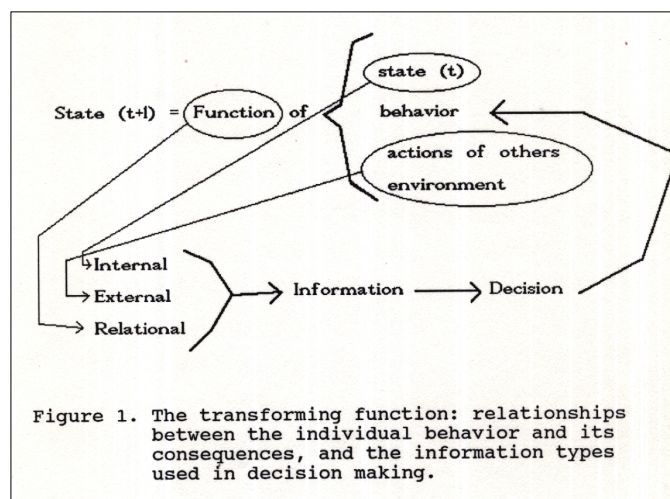 state (t)
State (t+1) = Function of
behavior
actions of others
environment
Internal
External
Relational
Information
Decision
Figure 1. The transforming function: relationships
between the individual behavior and its
consequences, and the information types
used in decision making.